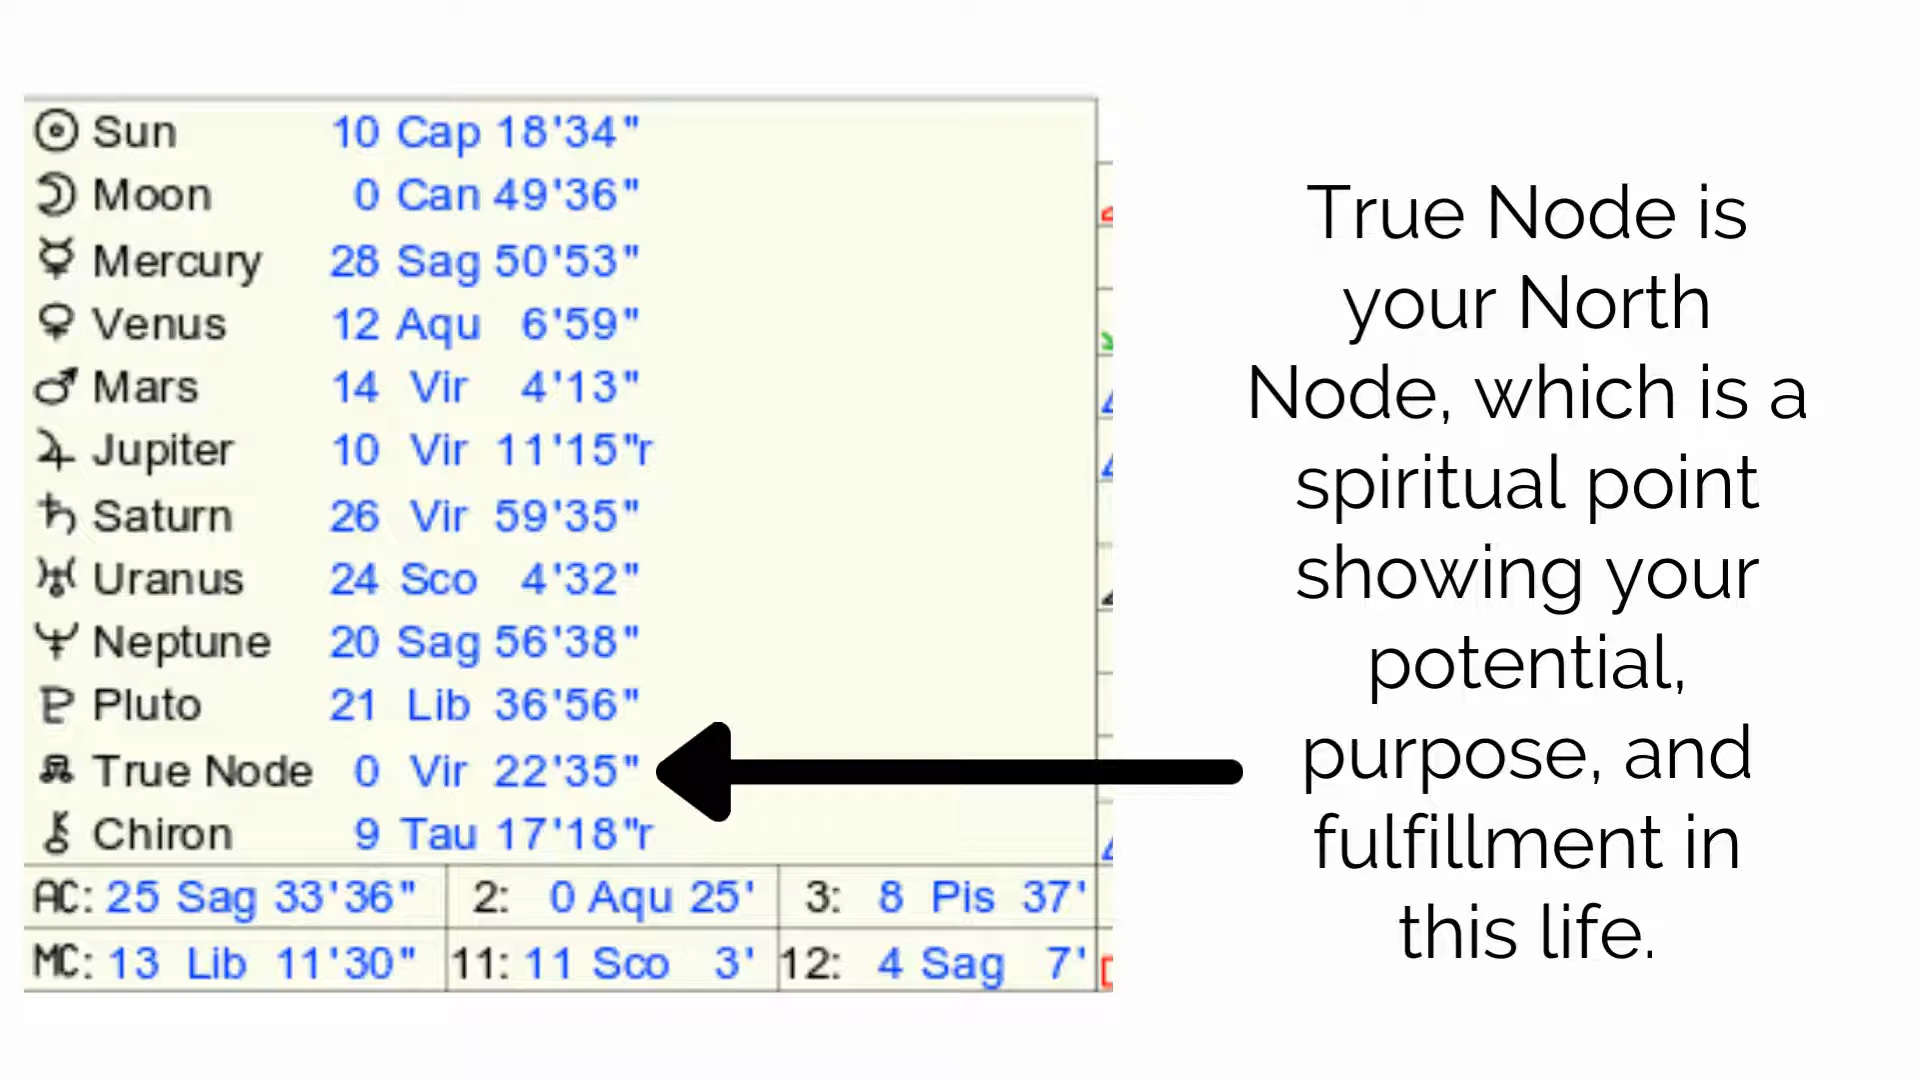 Sun 10 Cap 18'34"
Moon 0 Can 49'36"
Mercury 28 Sag 50'53"
Venus 12 Aqu 6'59"
Mars 14 Vir 4'13"
Jupiter 10 Vir 11'15"r
Saturn 26 Vir 59'35"
Uranus 24 Sco 4'32"
Neptune 20 Sag 56'38"
Pluto 21 Lib 36'56"
True Node 0 Vir 22'35"
Chiron 9 Tau 17'18"r
AC: 25 Sag 33'36" 2: 0 Aqu 25' 3: 8 Pis 37'
MC: 13 Lib 11'30" 11: 11 Sco 3' 12: 4 Sag 7'
True Node is
your North
Node, which is a
spiritual point
showing your
potential,
purpose, and
fulfillment in
this life.